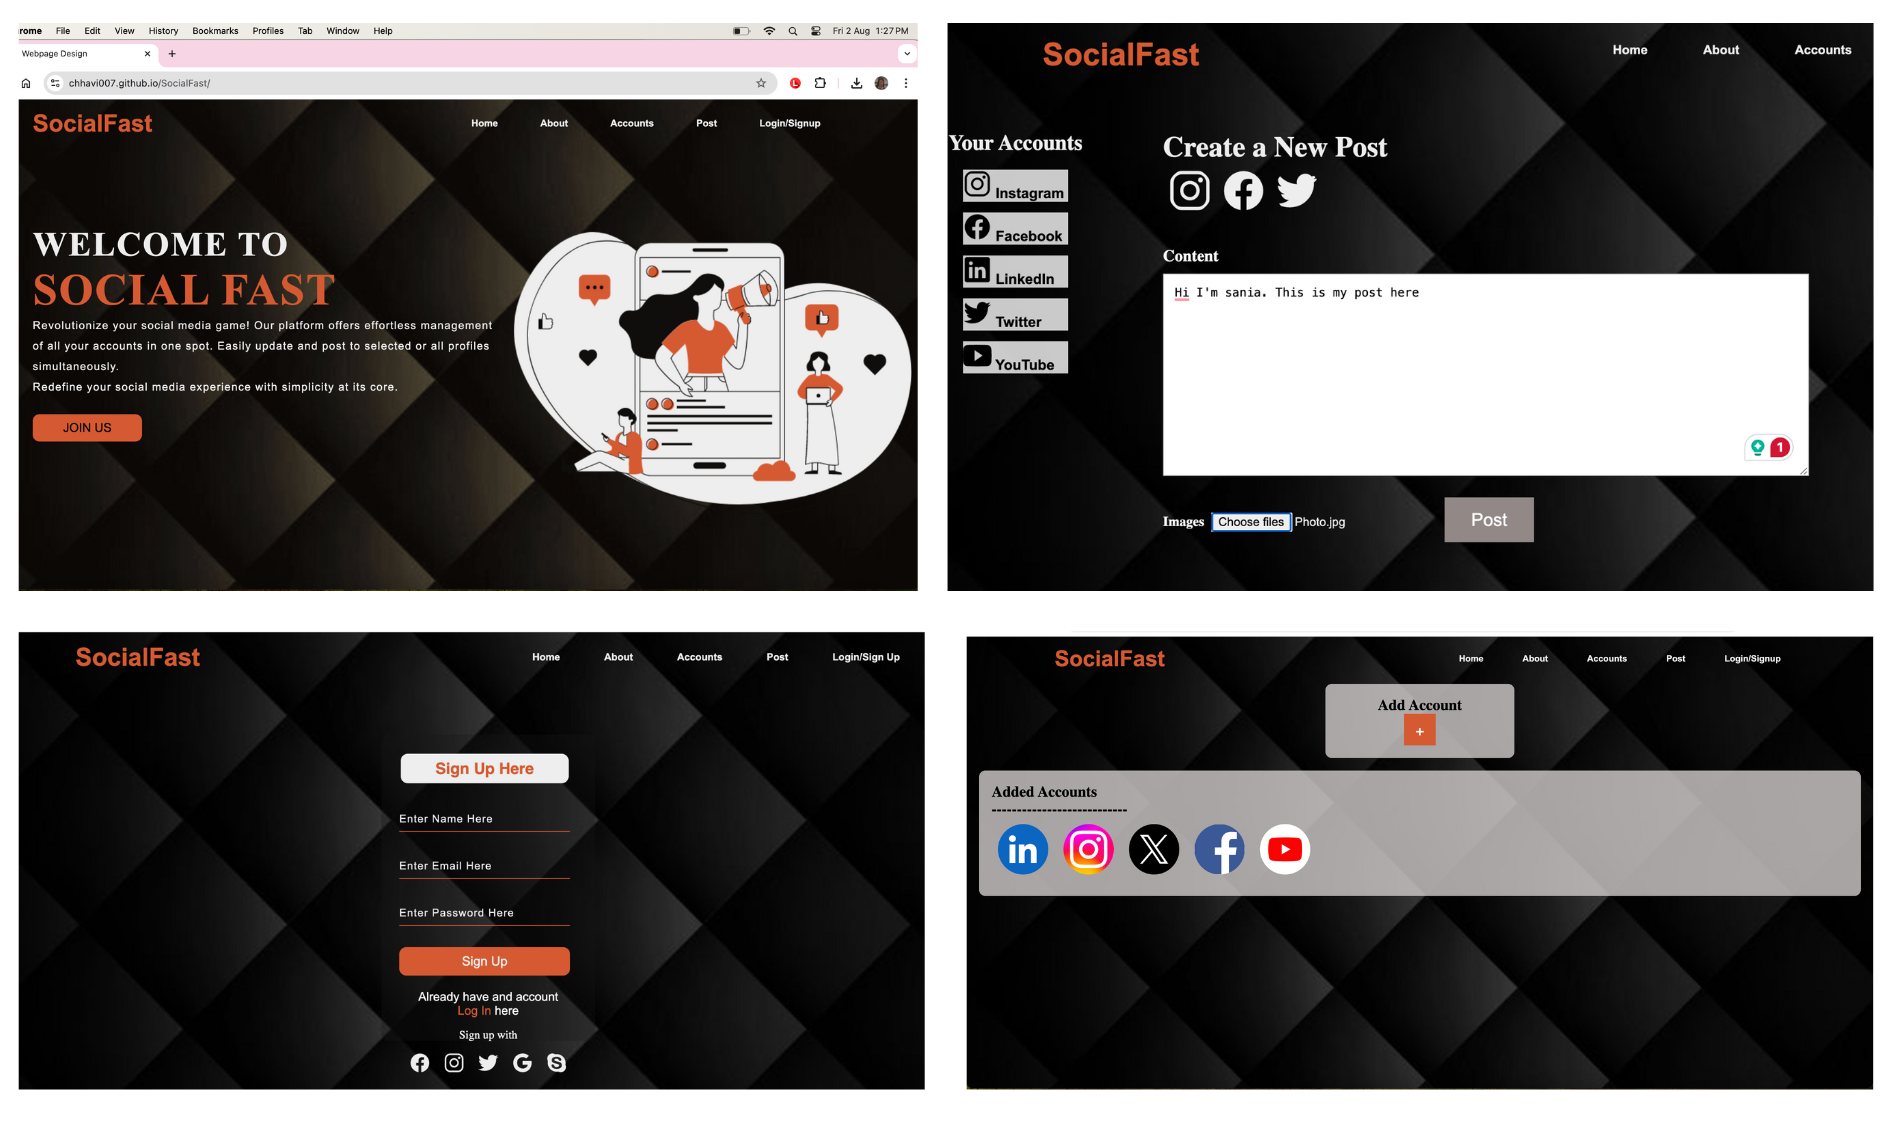 rome File Edit View History Bookmarks Profiles Tab Window Help Fri 2 Aug 1:27 PM
Webpage Design × +
chhavi007.github.io/SocialFast/
SocialFast Home About Accounts Post Login/Signup
WELCOME TO
SOCIAL FAST
Revolutionize your social media game! Our platform offers effortless management
of all your accounts in one spot. Easily update and post to selected or all profiles
simultaneously.
Redefine your social media experience with simplicity at its core.
JOIN US
SocialFast Home About Accounts
Your Accounts
Instagram
Facebook
LinkedIn
Twitter
YouTube
Create a New Post
Content
Hi I'm sania. This is my post here
1
Images Choose files Photo.jpg
Post
SocialFast Home About Accounts Post Login/Sign Up
Sign Up Here
Enter Name Here
Enter Email Here
Enter Password Here
Sign Up
Already have and account
Log In here
Sign up with
SocialFast Home About Accounts Post Login/Signup
Add Account
+
Added Accounts
---------------------------
in